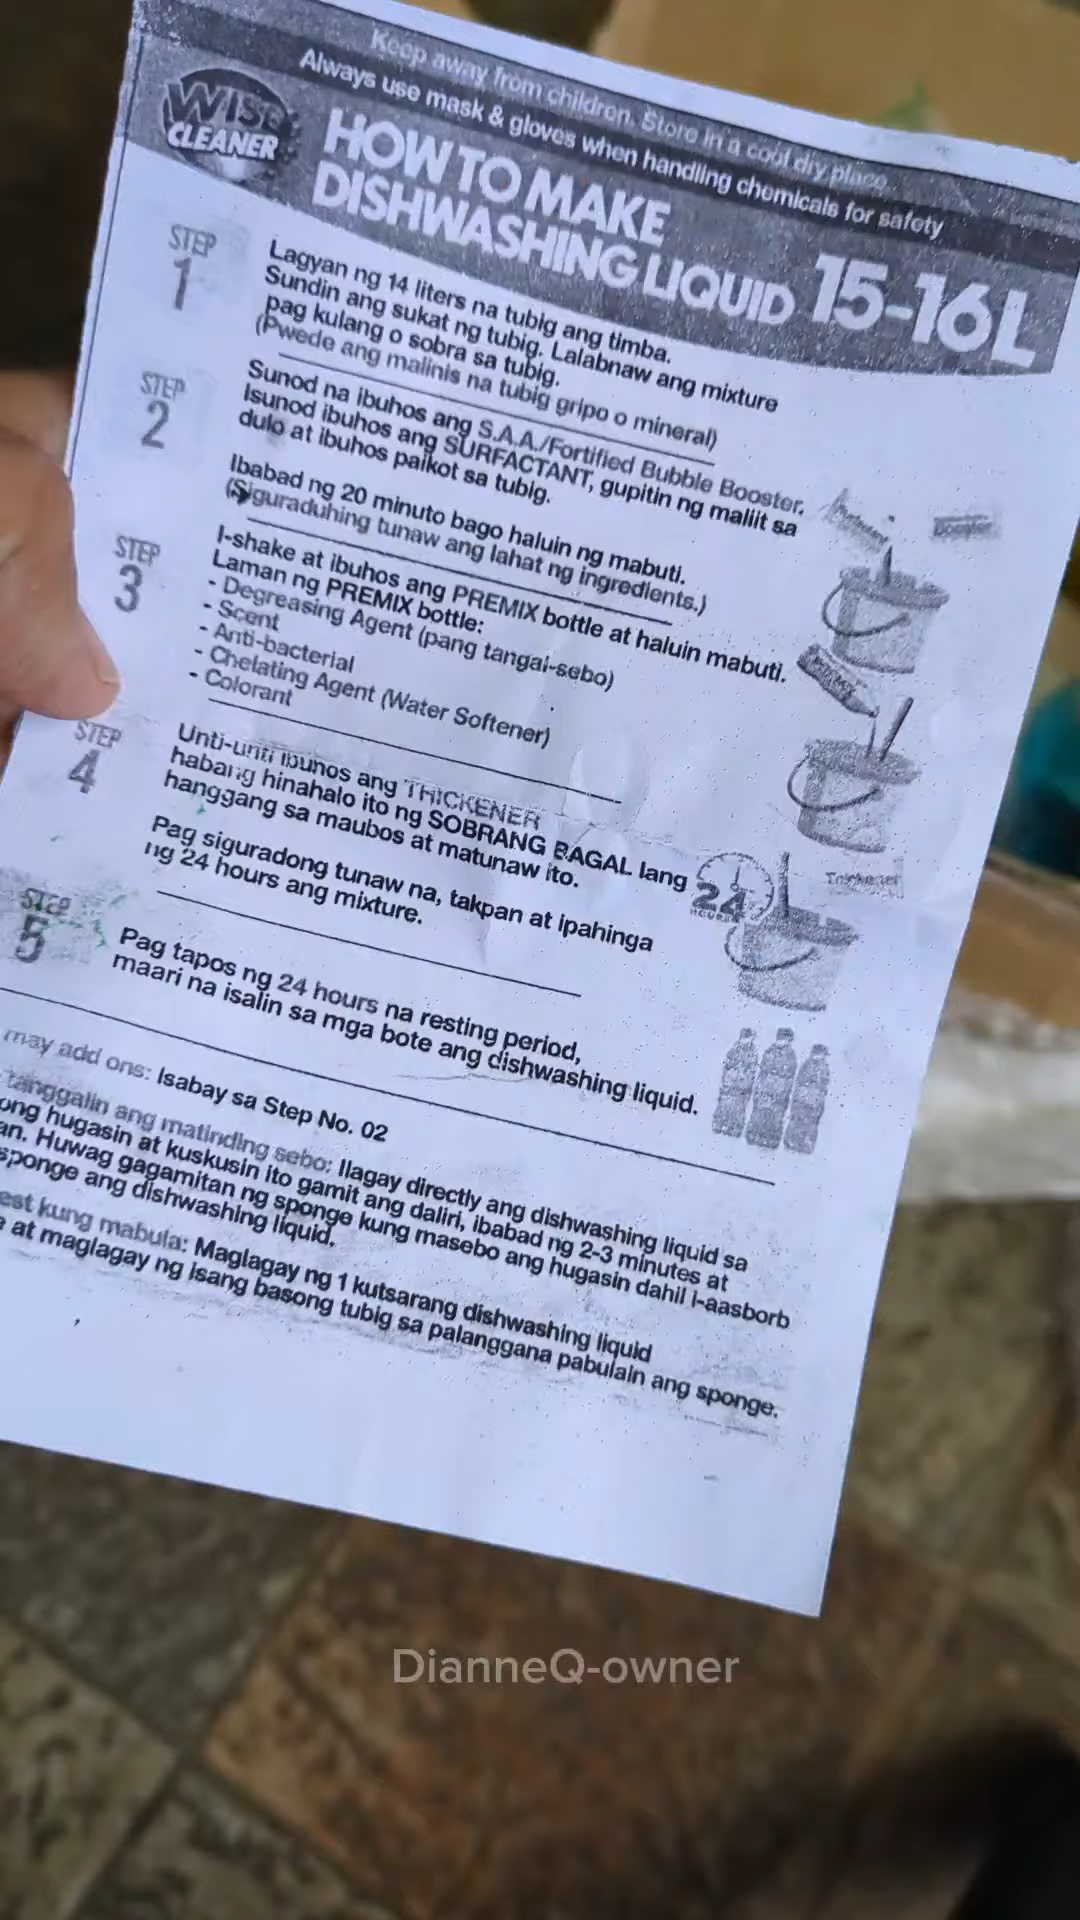 Keep away from children. Store in a cool dry place.
Always use mask & gloves when handling chemicals for safety
WISE
CLEANER
HOW TO MAKE
DISHWASHING LIQUID 15-16L
STEP
1
Lagyan ng 14 liters na tubig ang timba.
Sundin ang sukat ng tubig. Lalabnaw ang mixture
pag kulang o sobra sa tubig.
(Pwede ang malinis na tubig gripo o mineral)
STEP
2
Sunod na ibuhos ang S.A.A./Fortified Bubble Booster.
Isunod ibuhos ang SURFACTANT, gupitin ng maliit sa
dulo at ibuhos paikot sa tubig.
Ibabad ng 20 minuto bago haluin ng mabuti.
(Siguraduhing tunaw ang lahat ng ingredients.)
Booster
STEP
3
I-shake at ibuhos ang PREMIX bottle at haluin mabuti.
Laman ng PREMIX bottle:
- Degreasing Agent (pang tangal-sebo)
- Scent
- Anti-bacterial
- Chelating Agent (Water Softener)
- Colorant
STEP
4
Unti-unti ibuhos ang THICKENER
habang hinahalo ito ng SOBRANG BAGAL lang
hanggang sa maubos at matunaw ito.
Pag siguradong tunaw na, takpan at ipahinga
ng 24 hours ang mixture.
24
HOURS
Thickener
STEP
5
Pag tapos ng 24 hours na resting period,
maari na isalin sa mga bote ang dishwashing liquid.
may add ons: Isabay sa Step No. 02
tanggalin ang matinding sebo: Ilagay directly ang dishwashing liquid sa
ong hugasin at kuskusin ito gamit ang daliri, ibabad ng 2-3 minutes at
an. Huwag gagamitan ng sponge kung masebo ang hugasin dahil i-aasborb
sponge ang dishwashing liquid.
est kung mabula: Maglagay ng 1 kutsarang dishwashing liquid
e at maglagay ng isang basong tubig sa palanggana pabulain ang sponge.
DianneQ-owner